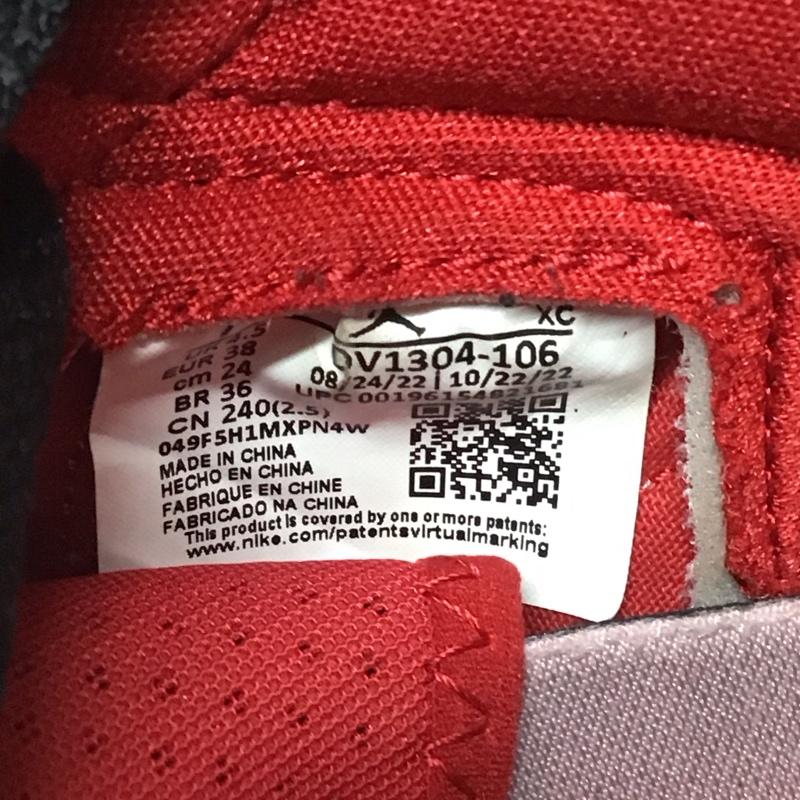 XC
DV1304-106
08/24/22 | 10/22/22
UPC
EUR 38
cm 24
BR 36
CN 240(2.5)
049F5H1MXPN4W
MADE IN CHINA
HECHO EN CHINA
FABRIQUE EN CHINE
FABRICADO NA CHINA
This product is covered by one or more patents:
www.nike.com/patentsvirtualmarking